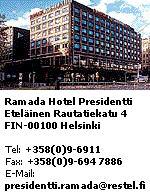 Ramada Hotel Presidentti
Eteläinen Rautatiekatu 4
FIN-00100 Helsinki
Tel: +358(0)9-6911
Fax: +358(0)9-694 7886
E-Mail:
presidentti.ramada@restel.fi